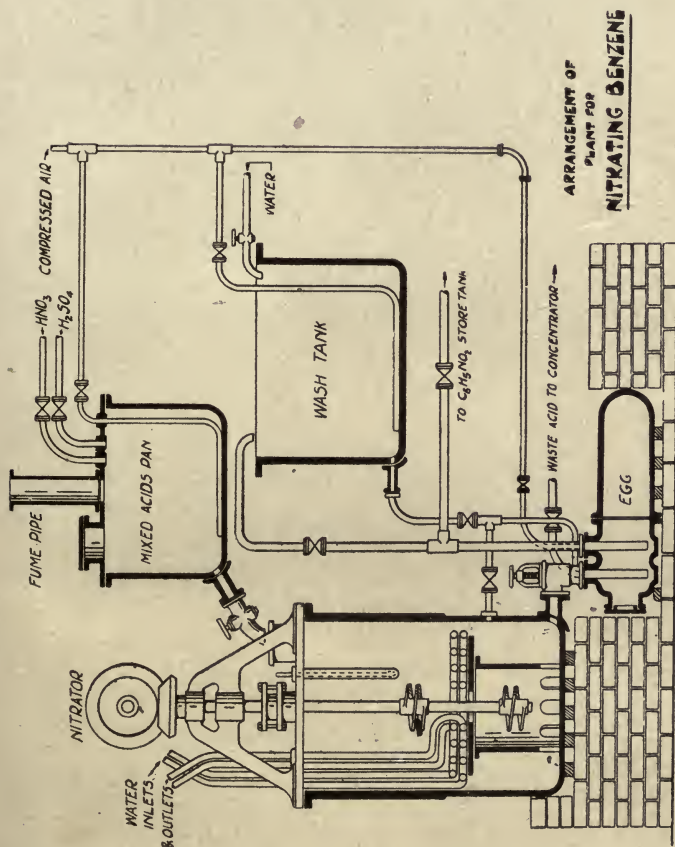 ARRANGEMENT OF
PLANT FOR
NITRATING BENZENE
FUME PIPE
HNO3
H2SO4
COMPRESSED AIR
MIXED ACIDS PAN
WATER
WASH TANK
NITRATOR
WATER
INLETS
& OUTLETS
TO C6H5NO2 STORE TANK
WASTE ACID TO CONCENTRATOR
EGG